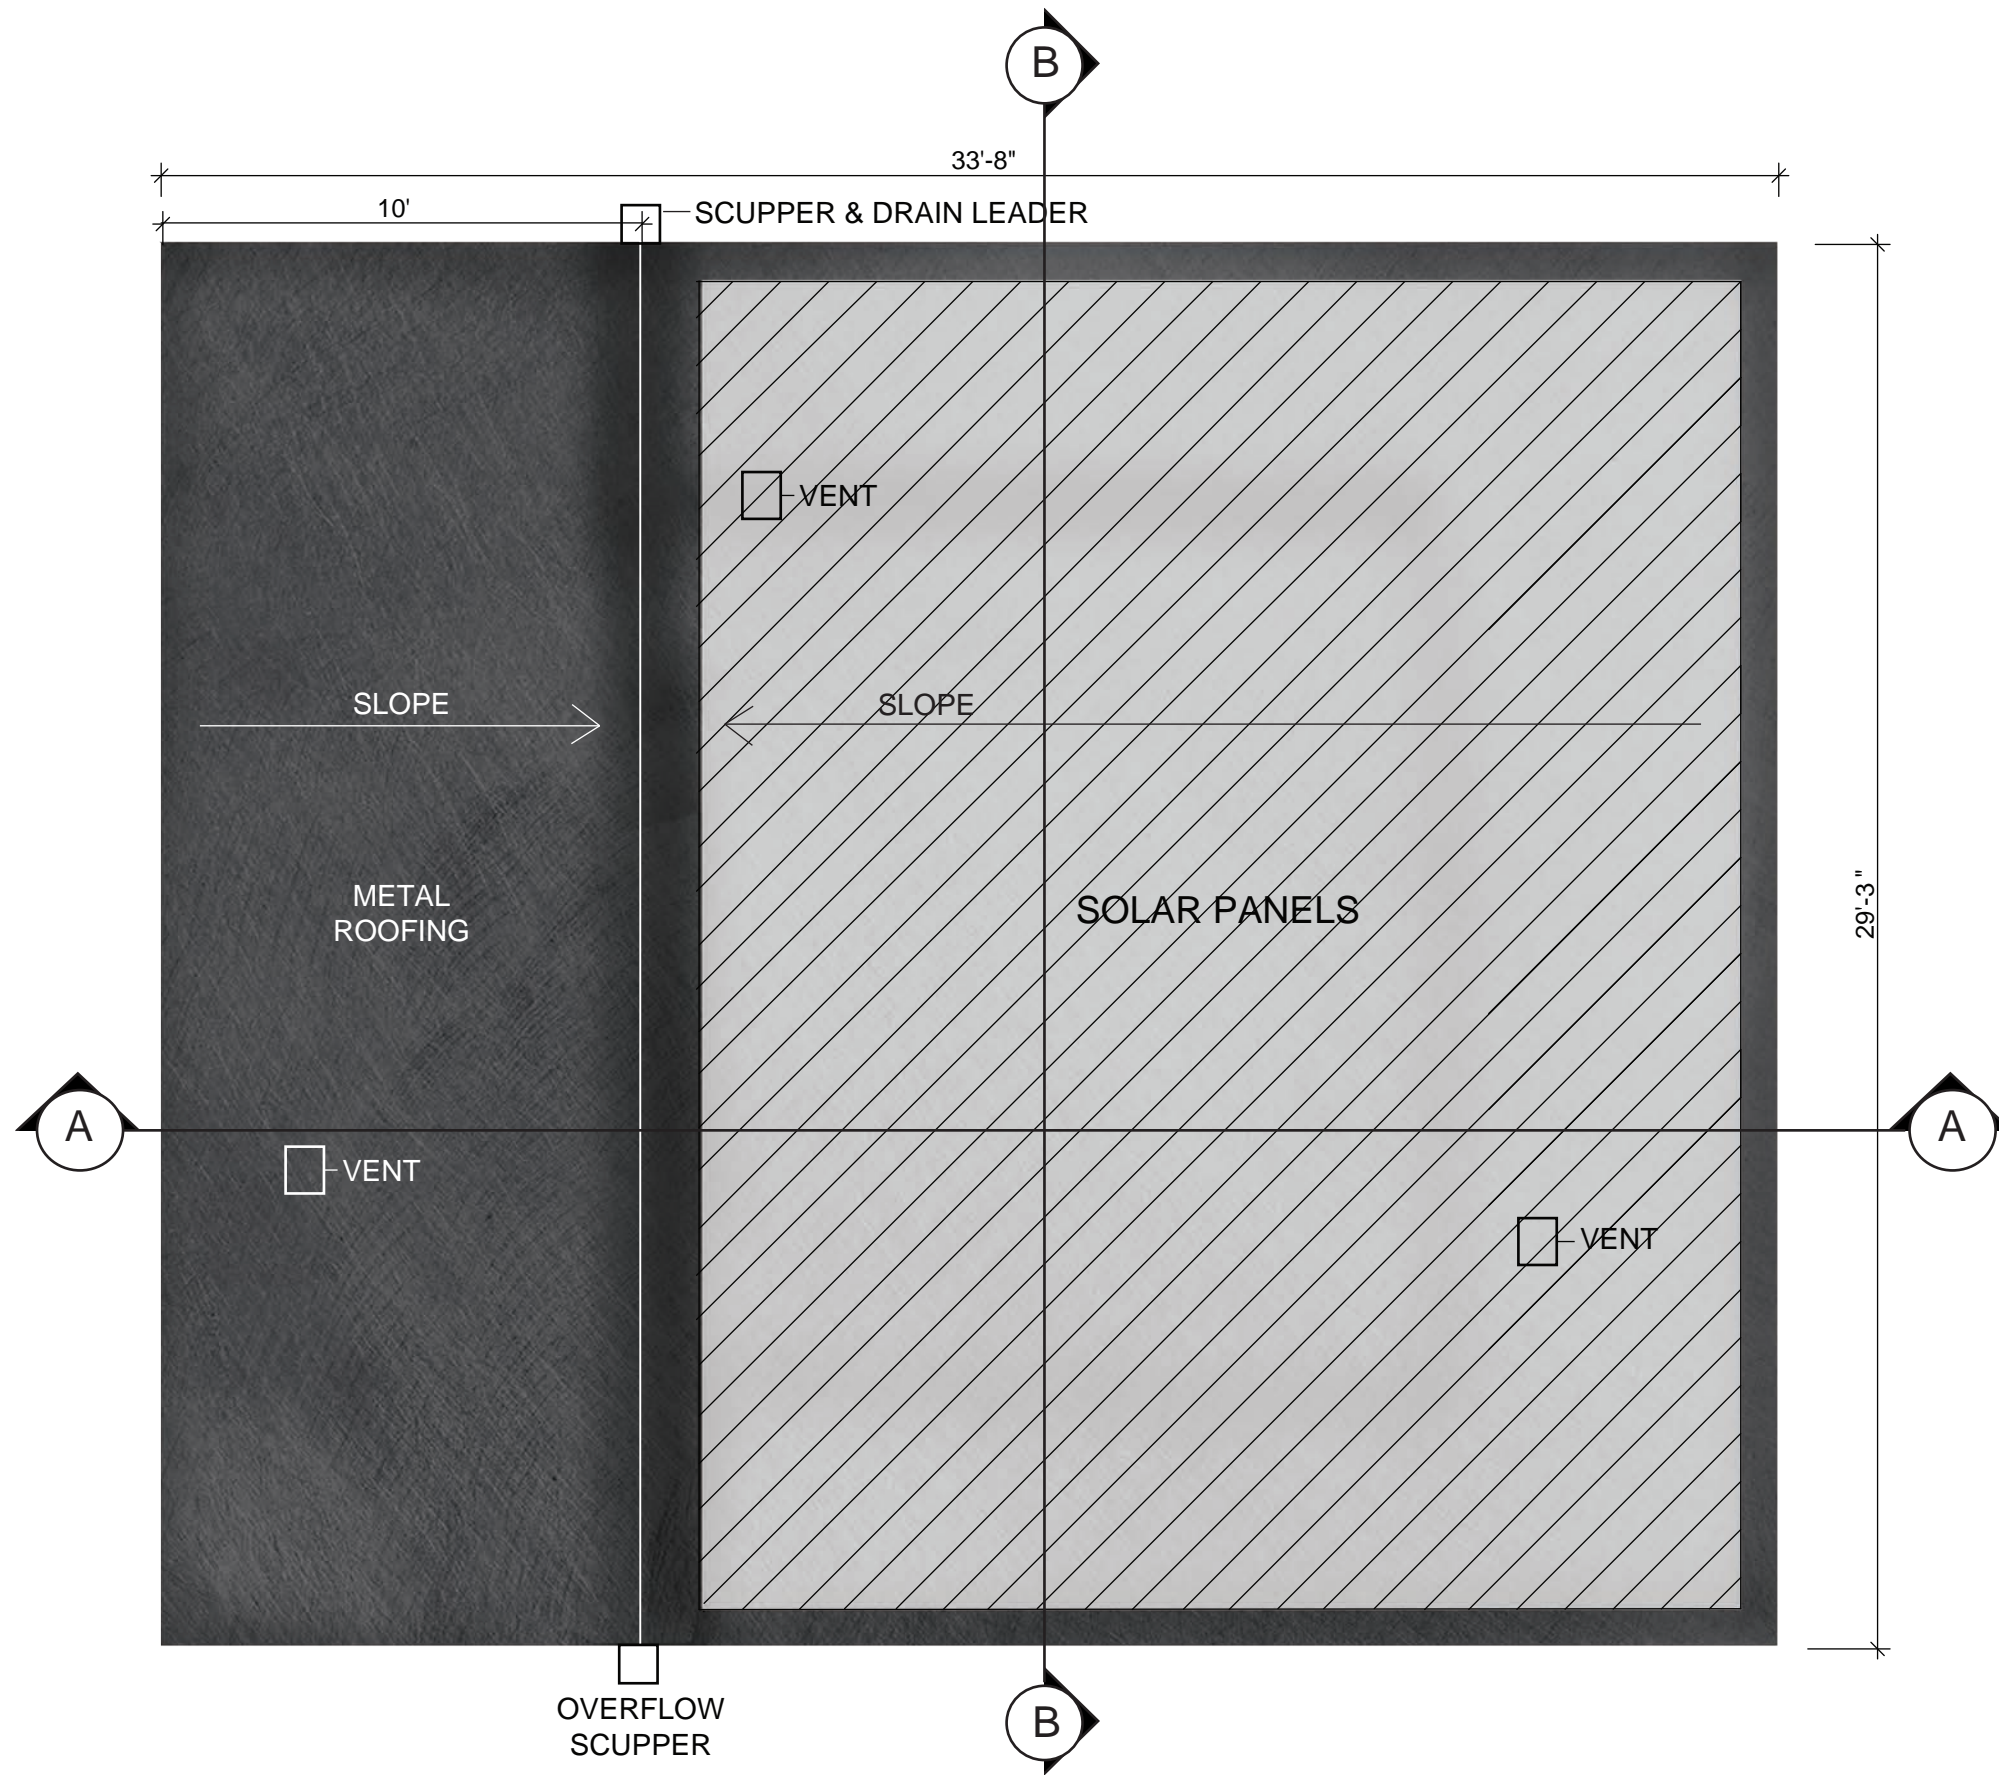 B
33'-8"
10'
SCUPPER & DRAIN LEADER
VENT
SLOPE
SLOPE
METAL
ROOFING
SOLAR PANELS
29'-3"
A
A
VENT
VENT
OVERFLOW
SCUPPER
B